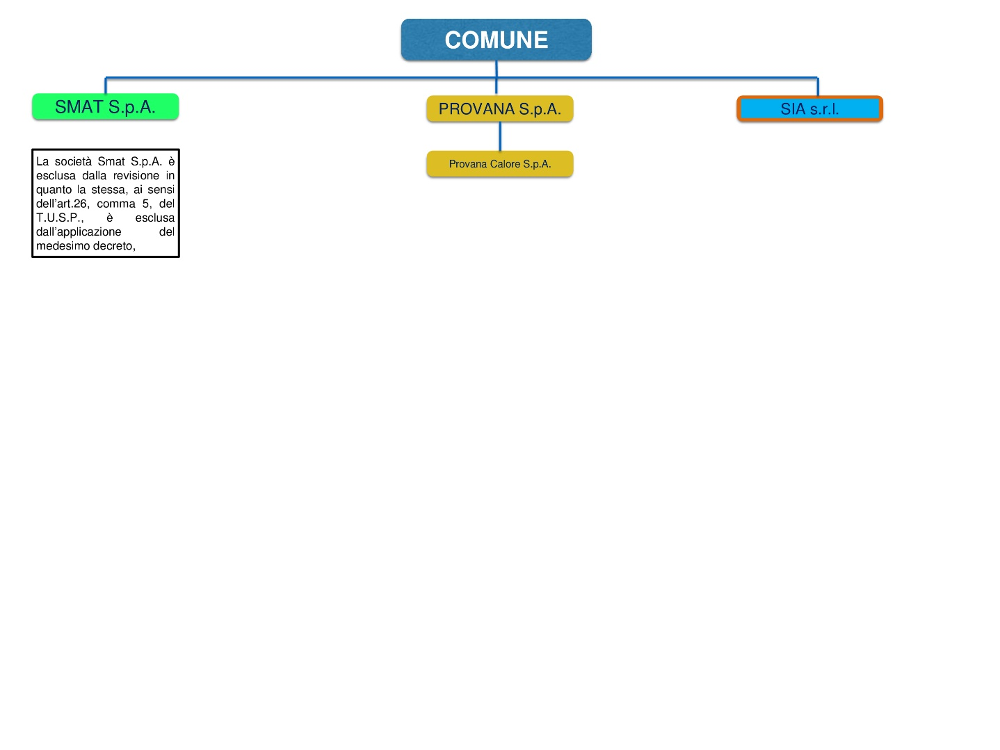 COMUNE
SMAT S.p.A.
PROVANA S.p.A.
SIA s.r.l.
Provana Calore S.p.A.
La società Smat S.p.A. è
esclusa dalla revisione in
quanto la stessa, ai sensi
dell’art.26, comma 5, del
T.U.S.P., è esclusa
dall’applicazione del
medesimo decreto,